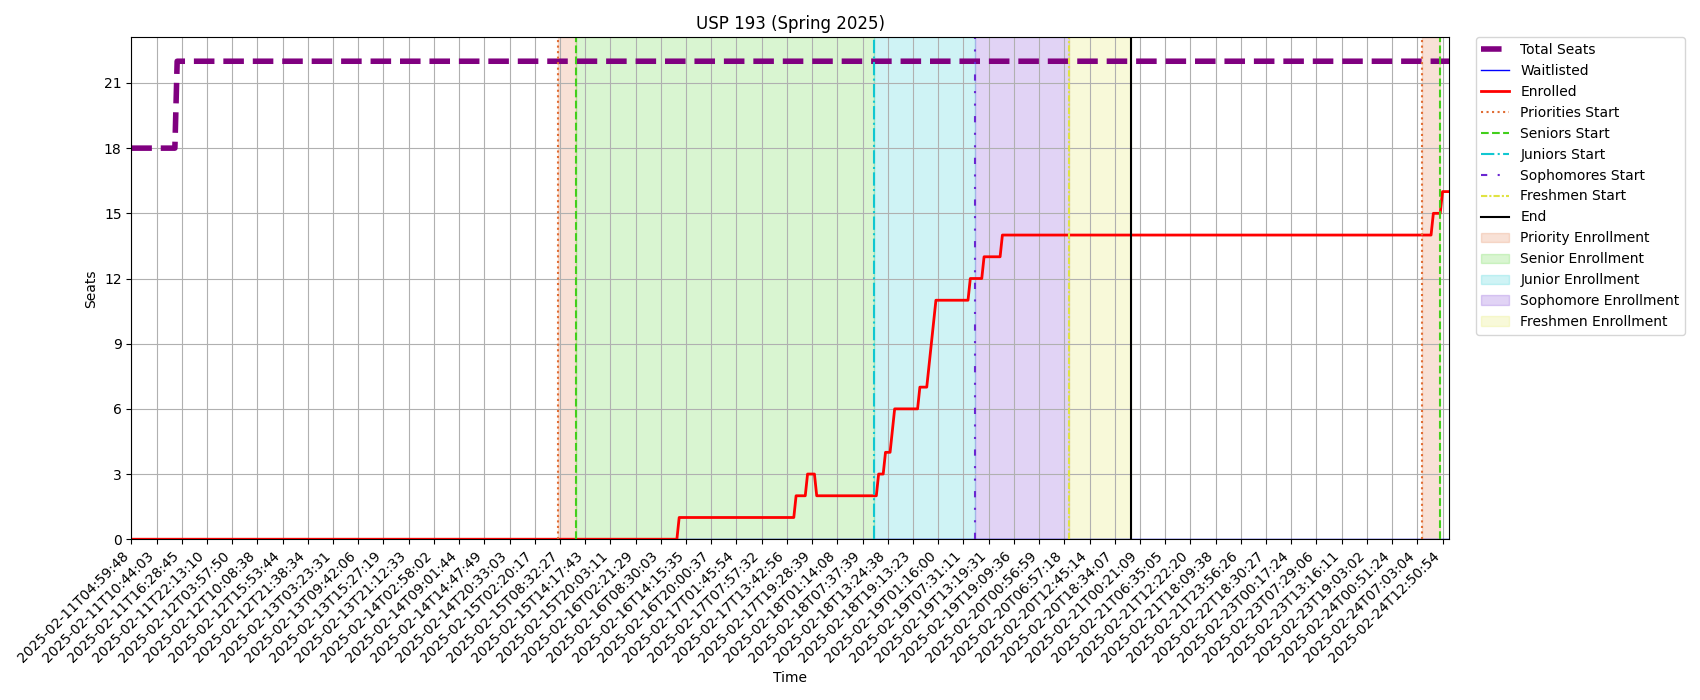 USP 193 (Spring 2025)
21
18
15
12
9
6
3
0
Seats
2025-02-11T04:59:48
2025-02-11T10:44:03
2025-02-11T16:28:45
2025-02-11T22:13:10
2025-02-12T03:57:50
2025-02-12T10:08:38
2025-02-12T15:53:44
2025-02-12T21:38:34
2025-02-13T03:23:31
2025-02-13T09:42:06
2025-02-13T15:27:19
2025-02-13T21:12:33
2025-02-14T02:58:02
2025-02-14T09:01:44
2025-02-14T14:47:49
2025-02-14T20:33:03
2025-02-15T02:20:17
2025-02-15T08:32:27
2025-02-15T14:17:43
2025-02-15T20:03:11
2025-02-16T02:21:29
2025-02-16T08:30:03
2025-02-16T14:15:35
2025-02-16T20:00:37
2025-02-17T01:45:54
2025-02-17T07:57:32
2025-02-17T13:42:56
2025-02-17T19:28:39
2025-02-18T01:14:08
2025-02-18T07:37:39
2025-02-18T13:24:38
2025-02-18T19:13:23
2025-02-19T01:16:00
2025-02-19T07:31:11
2025-02-19T13:19:31
2025-02-19T19:09:36
2025-02-20T00:56:59
2025-02-20T06:57:18
2025-02-20T12:45:14
2025-02-20T18:34:07
2025-02-21T00:21:09
2025-02-21T06:35:05
2025-02-21T12:22:20
2025-02-21T18:09:38
2025-02-21T23:56:26
2025-02-22T18:30:27
2025-02-23T00:17:24
2025-02-23T07:29:06
2025-02-23T13:16:11
2025-02-23T19:03:02
2025-02-24T00:51:24
2025-02-24T07:03:04
2025-02-24T12:50:54
Time
Total Seats
Waitlisted
Enrolled
Priorities Start
Seniors Start
Juniors Start
Sophomores Start
Freshmen Start
End
Priority Enrollment
Senior Enrollment
Junior Enrollment
Sophomore Enrollment
Freshmen Enrollment